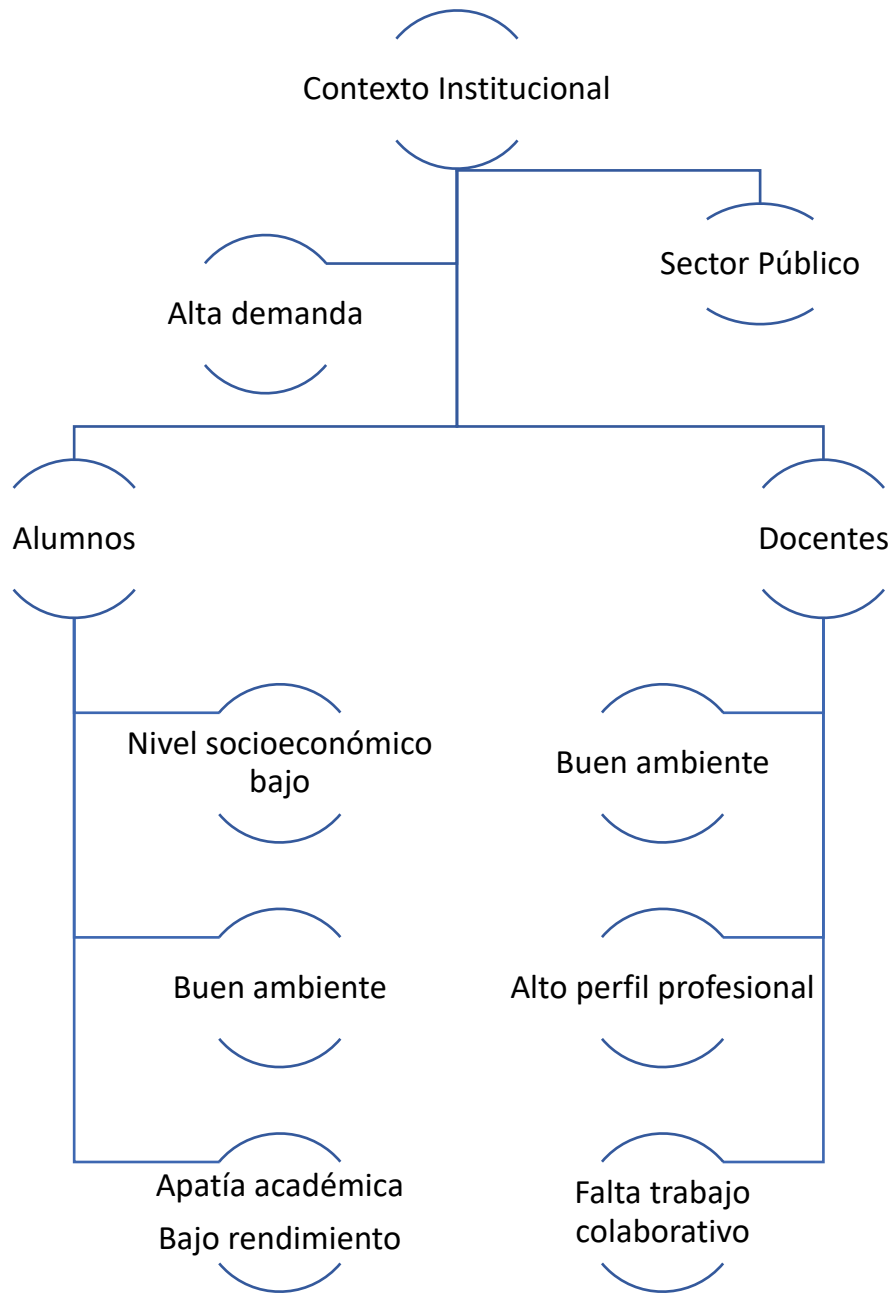 Contexto Institucional
Sector Público
Alta demanda
Alumnos
Docentes
Nivel socioeconómico
bajo
Buen ambiente
Buen ambiente
Alto perfil profesional
Apatía académica
Bajo rendimiento
Falta trabajo
colaborativo